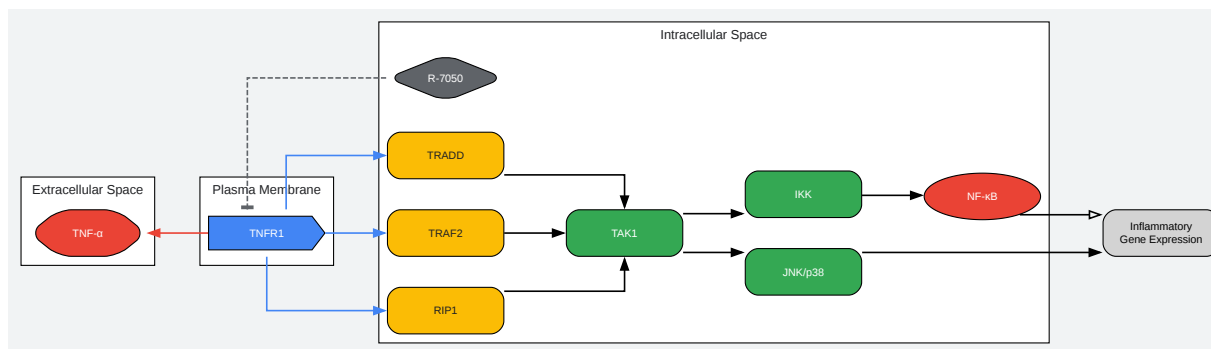 Intracellular Space
R-7050
TRADD
Extracellular Space
Plasma Membrane
IKK
NF-κB
TNF-α
TNFR1
TRAF2
TAK1
Inflammatory
Gene Expression
JNK/p38
RIP1